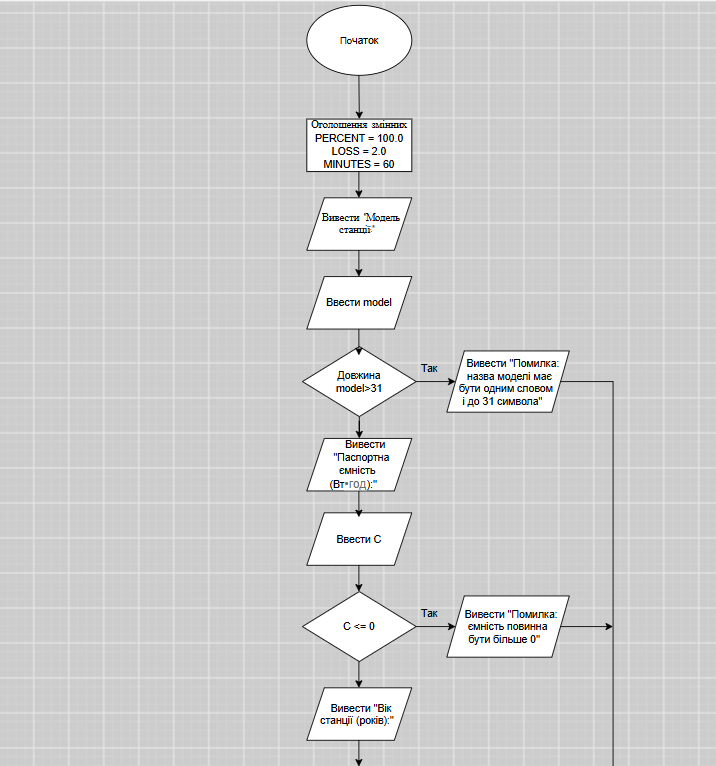 Початок
Оголошення змінних
PERCENT = 100.0
LOSS = 2.0
MINUTES = 60
Вивести "Модель
станції:"
Ввести model
Довжина
model>31
Так
Вивести "Помилка:
назва моделі має
бути одним словом
і до 31 символа"
Вивести
"Паспортна
ємність
(Вт•год):"
Ввести C
C <= 0
Так
Вивести "Помилка:
ємність повинна
бути більше 0"
Вивести "Вік
станції (років):"